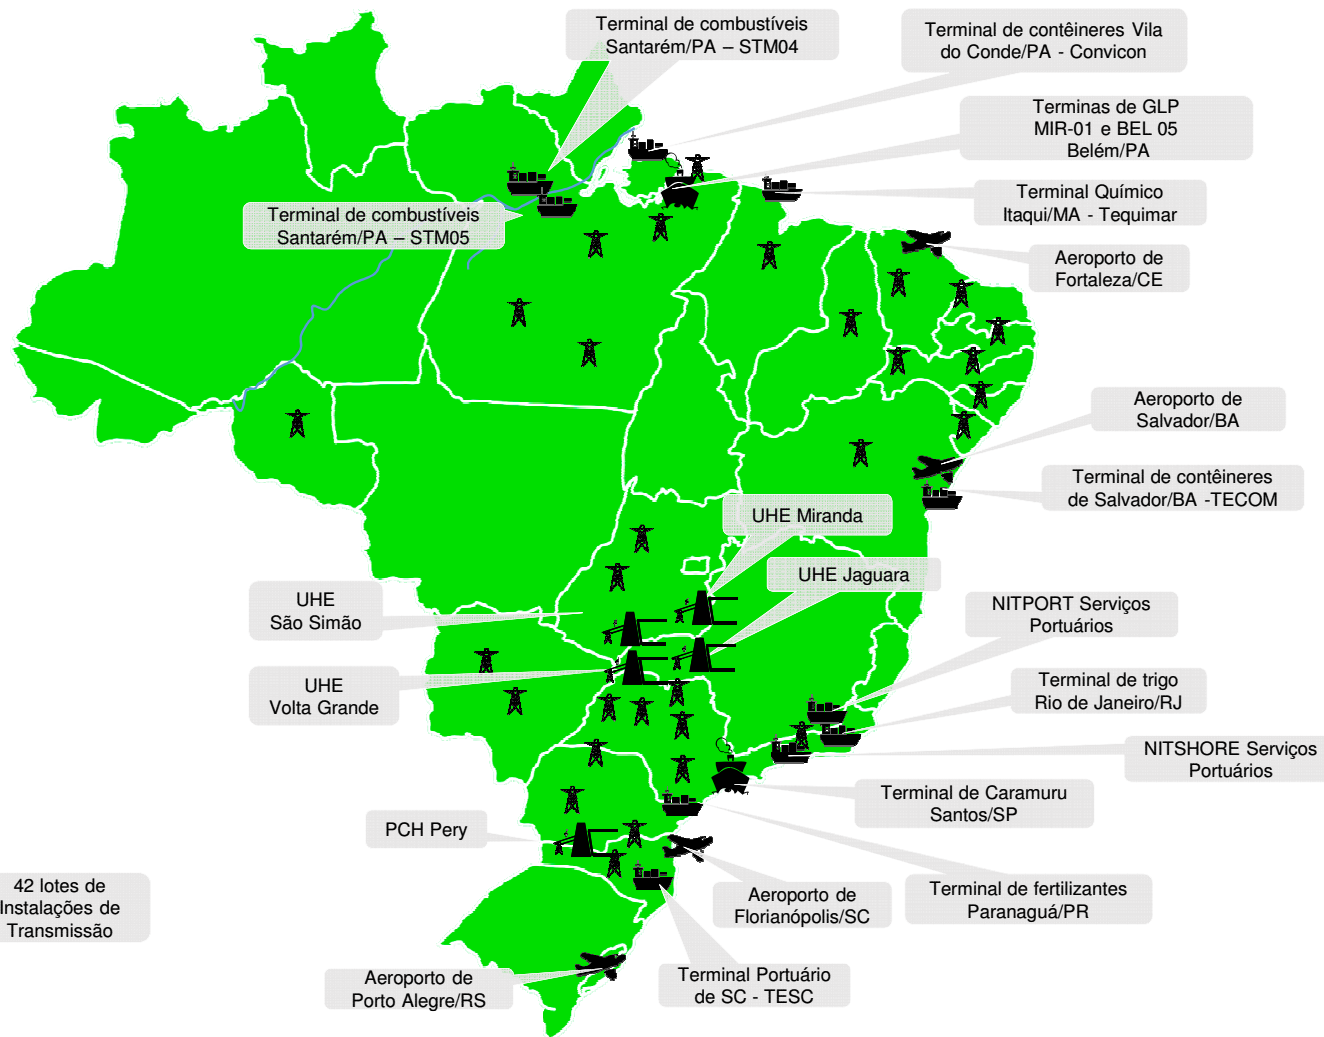 Terminal de combustíveis
Santarém/PA – STM04
Terminal de contêineres Vila
do Conde/PA - Convicon
Terminas de GLP
MIR-01 e BEL 05
Belém/PA
Terminal Químico
Itaqui/MA - Tequimar
Terminal de combustíveis
Santarém/PA – STM05
Aeroporto de
Fortaleza/CE
Aeroporto de
Salvador/BA
Terminal de contêineres
de Salvador/BA -TECOM
UHE Miranda
UHE Jaguara
UHE
São Simão
NITPORT Serviços
Portuários
UHE
Volta Grande
Terminal de trigo
Rio de Janeiro/RJ
NITSHORE Serviços
Portuários
Terminal de Caramuru
Santos/SP
PCH Pery
42 lotes de
Instalações de
Transmissão
Aeroporto de
Florianópolis/SC
Terminal de fertilizantes
Paranaguá/PR
Aeroporto de
Porto Alegre/RS
Terminal Portuário
de SC - TESC